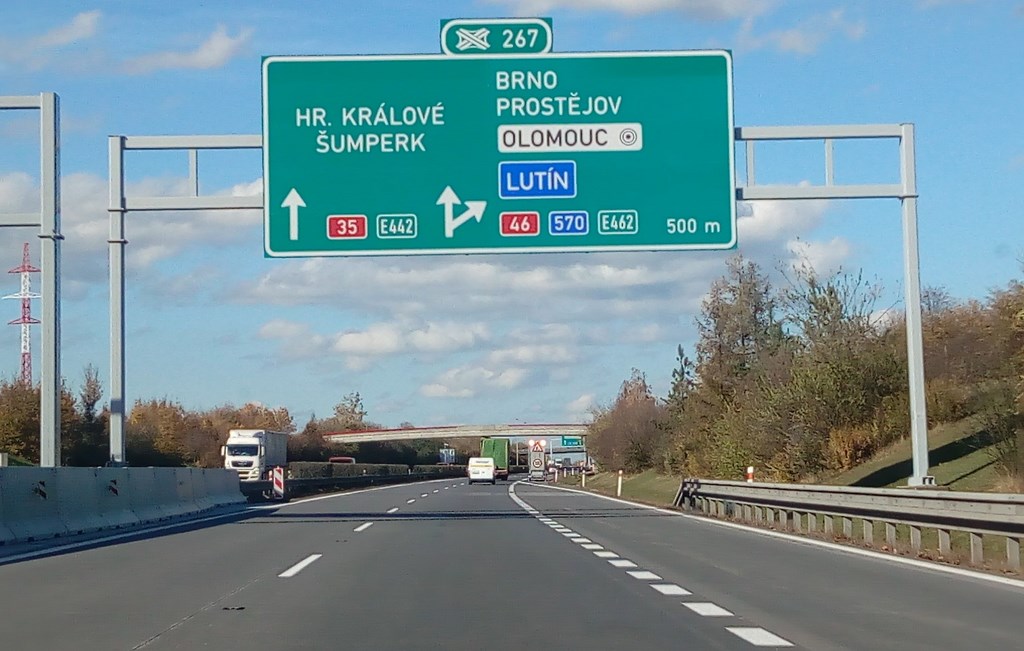 267
HR. KRÁLOVÉ
ŠUMPERK
35 E442
BRNO
PROSTĚJOV
OLOMOUC
LUTÍN
46 570 E462
500 m